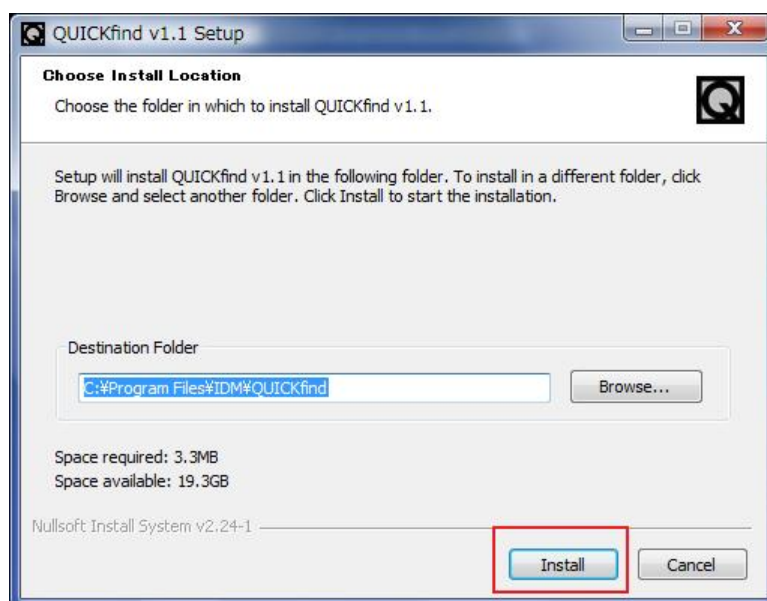 QUICKfind v1.1 Setup
Choose Install Location
Choose the folder in which to install QUICKfind v1.1.
Setup will install QUICKfind v1.1 in the following folder. To install in a different folder, click
Browse and select another folder. Click Install to start the installation.
Destination Folder
C:¥Program Files¥IDM¥QUICKfind
Browse...
Space required: 3.3MB
Space available: 19.3GB
Nullsoft Install System v2.24-1
Install
Cancel